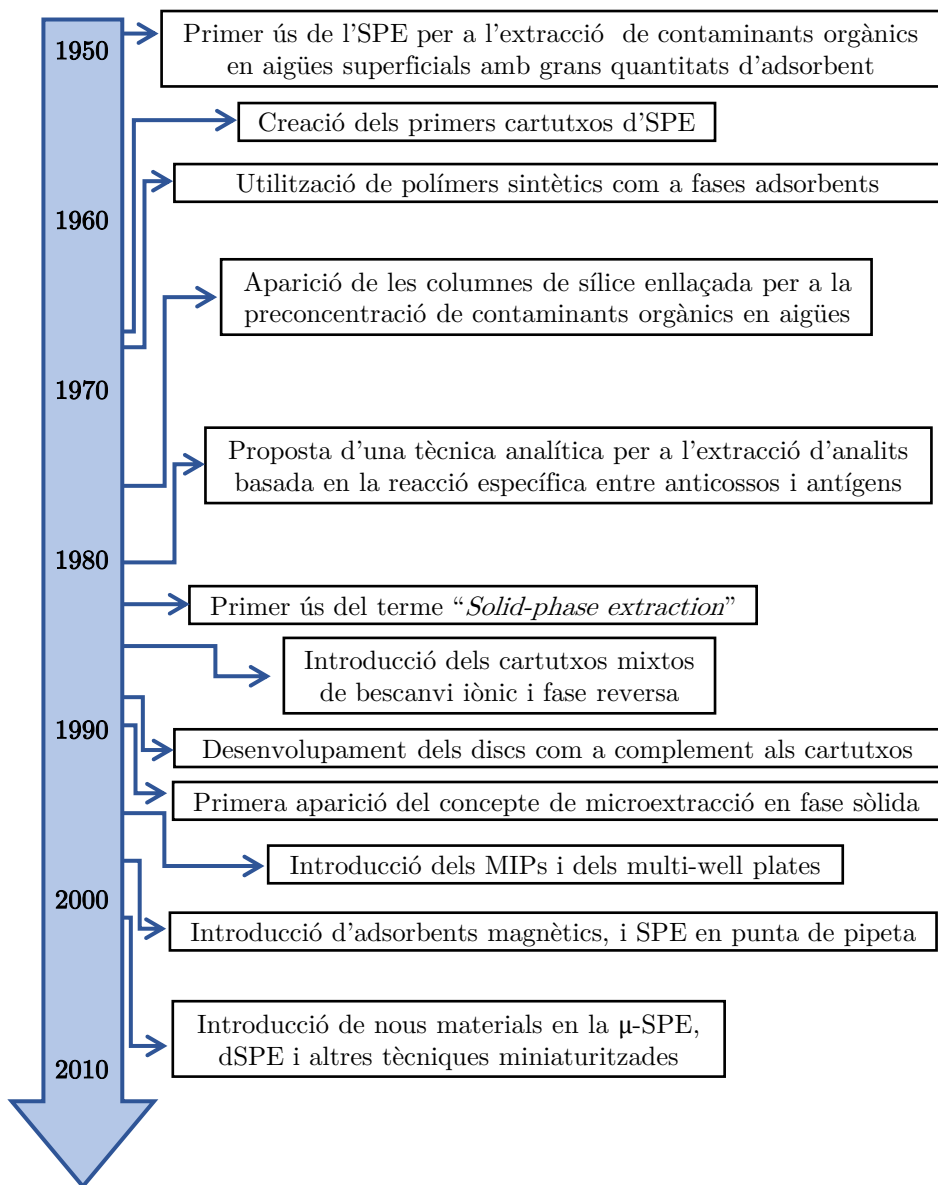 1950
Primer ús de l'SPE per a l'extracció de contaminants orgànics
en aigües superficials amb grans quantitats d'adsorbent
Creació dels primers cartutxos d'SPE
Utilització de polímers sintètics com a fases adsorbents
1960
Aparició de les columnes de sílice enllaçada per a la
preconcentració de contaminants orgànics en aigües
1970
Proposta d'una tècnica analítica per a l'extracció d'analits
basada en la reacció específica entre anticossos i antígens
1980
Primer ús del terme “Solid-phase extraction”
Introducció dels cartutxos mixtos
de bescanvi iònic i fase reversa
1990
Desenvolupament dels discs com a complement als cartutxos
Primera aparició del concepte de microextracció en fase sòlida
Introducció dels MIPs i dels multi-well plates
2000
Introducció d'adsorbents magnètics, i SPE en punta de pipeta
Introducció de nous materials en la μ-SPE,
dSPE i altres tècniques miniaturitzades
2010